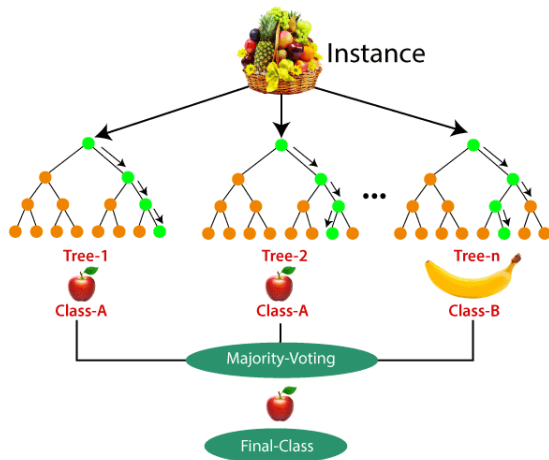 Instance
Tree-1
Tree-2
Tree-n
Class-A
Class-A
Class-B
Majority-Voting
Final-Class